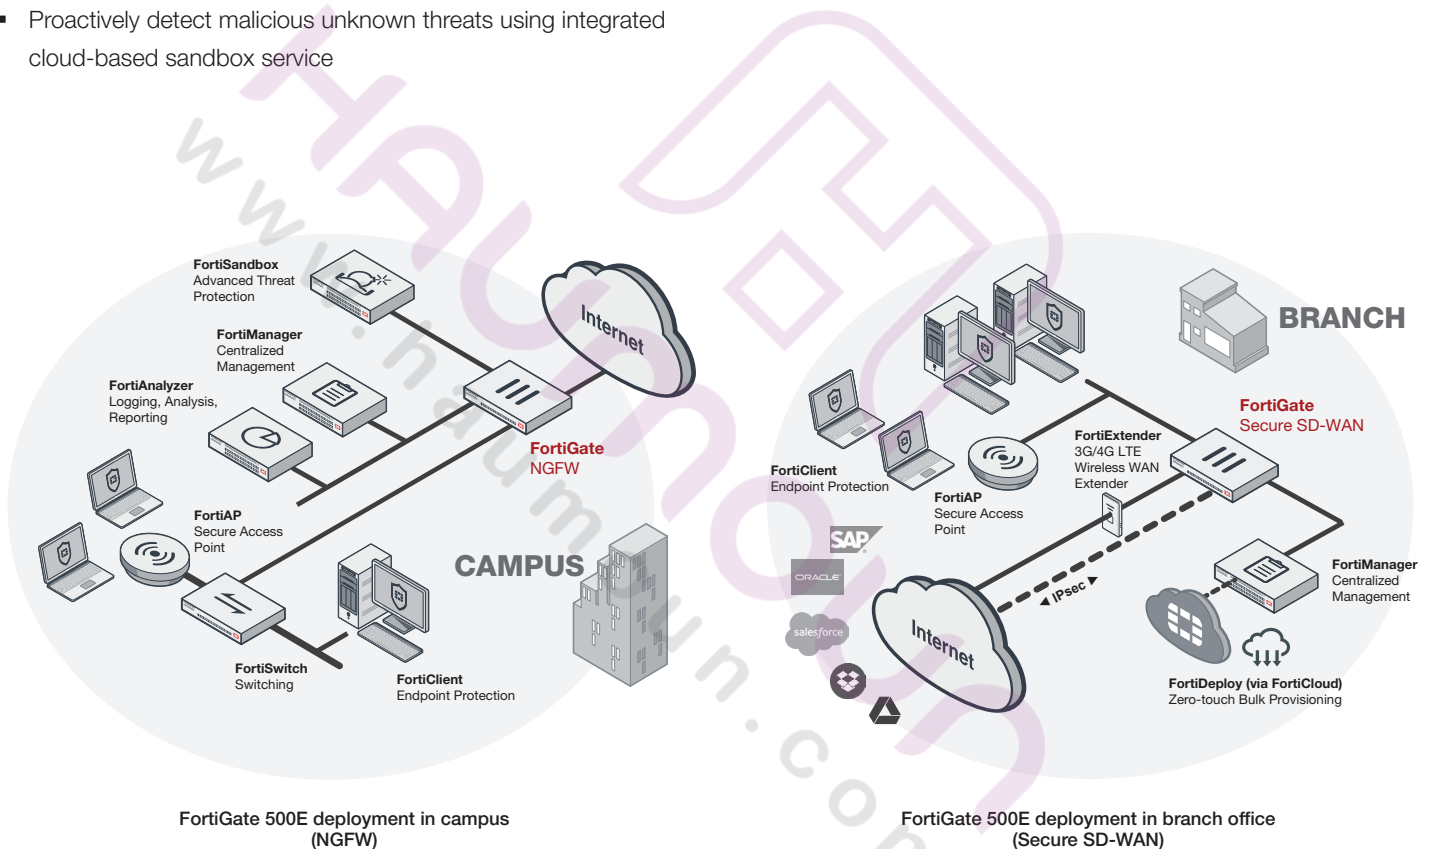 ▪ Proactively detect malicious unknown threats using integrated
cloud-based sandbox service
FortiSandbox
Advanced Threat
Protection
FortiManager
Centralized
Management
FortiAnalyzer
Logging, Analysis,
Reporting
Internet
FortiGate
NGFW
FortiAP
Secure Access
Point
CAMPUS
FortiSwitch
Switching
FortiClient
Endpoint Protection
FortiGate 500E deployment in campus
(NGFW)
BRANCH
FortiGate
Secure SD-WAN
FortiExtender
3G/4G LTE
Wireless WAN
Extender
FortiClient
Endpoint Protection
FortiAP
Secure Access
Point
SAP
ORACLE
salesforce
◄ IPsec ►
Internet
FortiManager
Centralized
Management
FortiDeploy (via FortiCloud)
Zero-touch Bulk Provisioning
FortiGate 500E deployment in branch office
(Secure SD-WAN)
HAUMOUN
www.haumoun.com